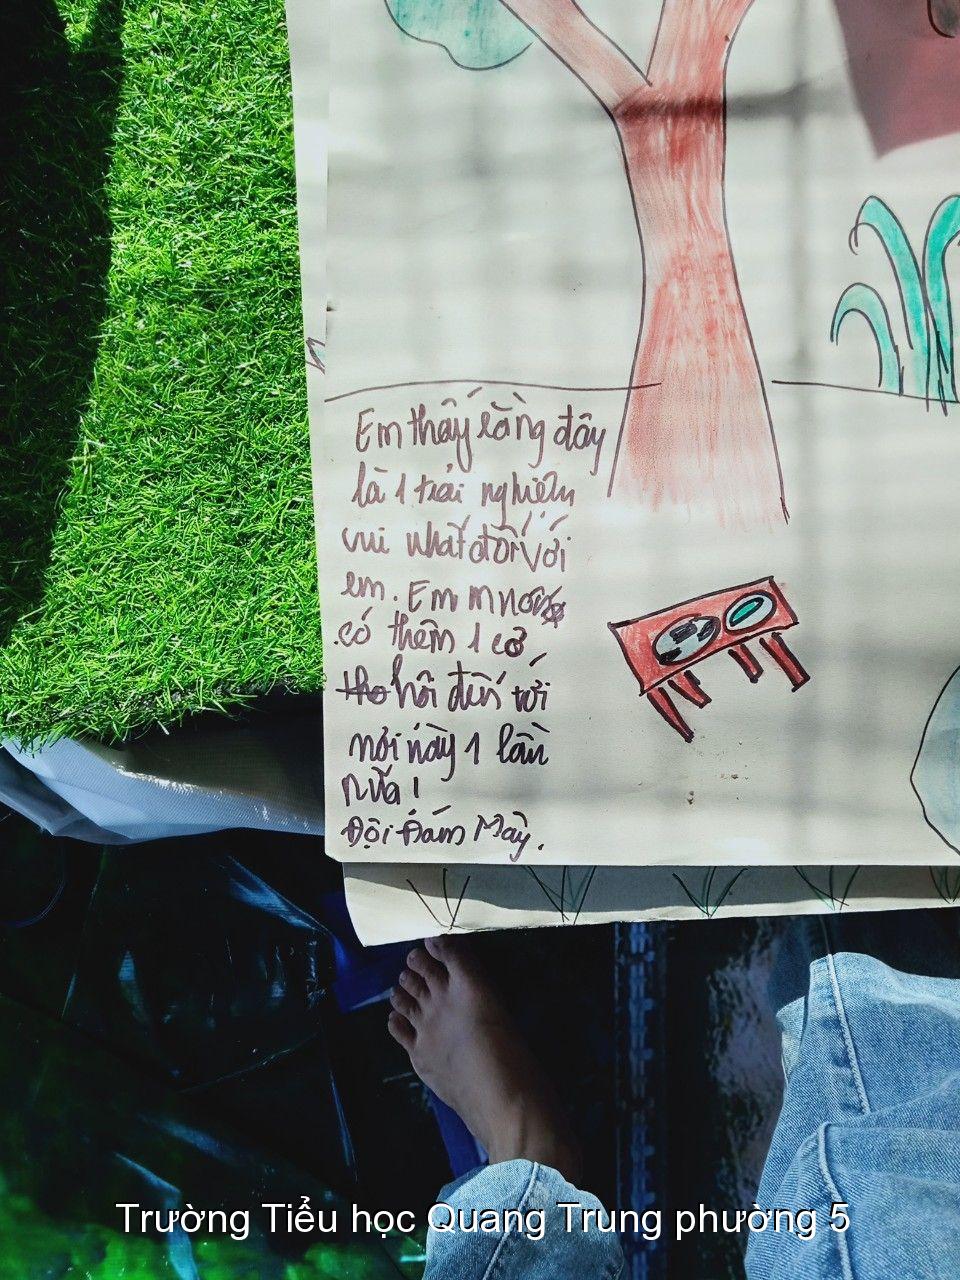 Em thấy rằng đây
là 1 trải nghiệm
vui nhất đối với
em. Em mong
có thêm 1 cơ
hội đến với
nơi này 1 lần
nữa!
Đội Đám Mây.
Trường Tiểu học Quang Trung phường 5